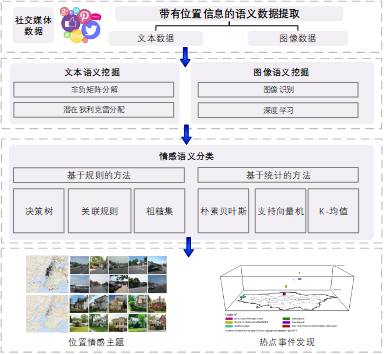 社交媒体
数据
带有位置信息的语义数据提取
文本数据
图像数据
文本语义挖掘
图像语义挖掘
非负矩阵分解
图像识别
潜在狄利克雷分配
深度学习
情感语义分类
基于规则的方法
基于统计的方法
决策树
关联规则
粗糙集
朴素贝叶斯
支持向量机
K-均值
位置情感主题
热点事件发现